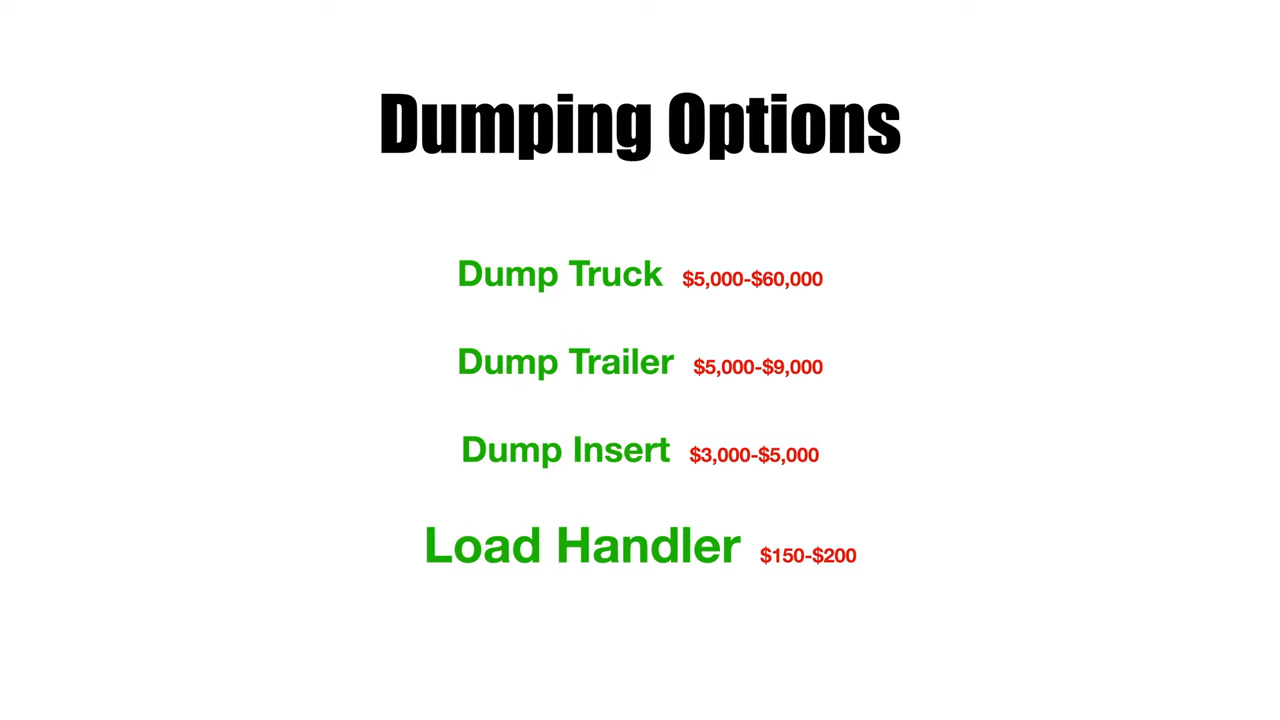 Dumping Options
Dump Truck $5,000-$60,000
Dump Trailer $5,000-$9,000
Dump Insert $3,000-$5,000
Load Handler $150-$200